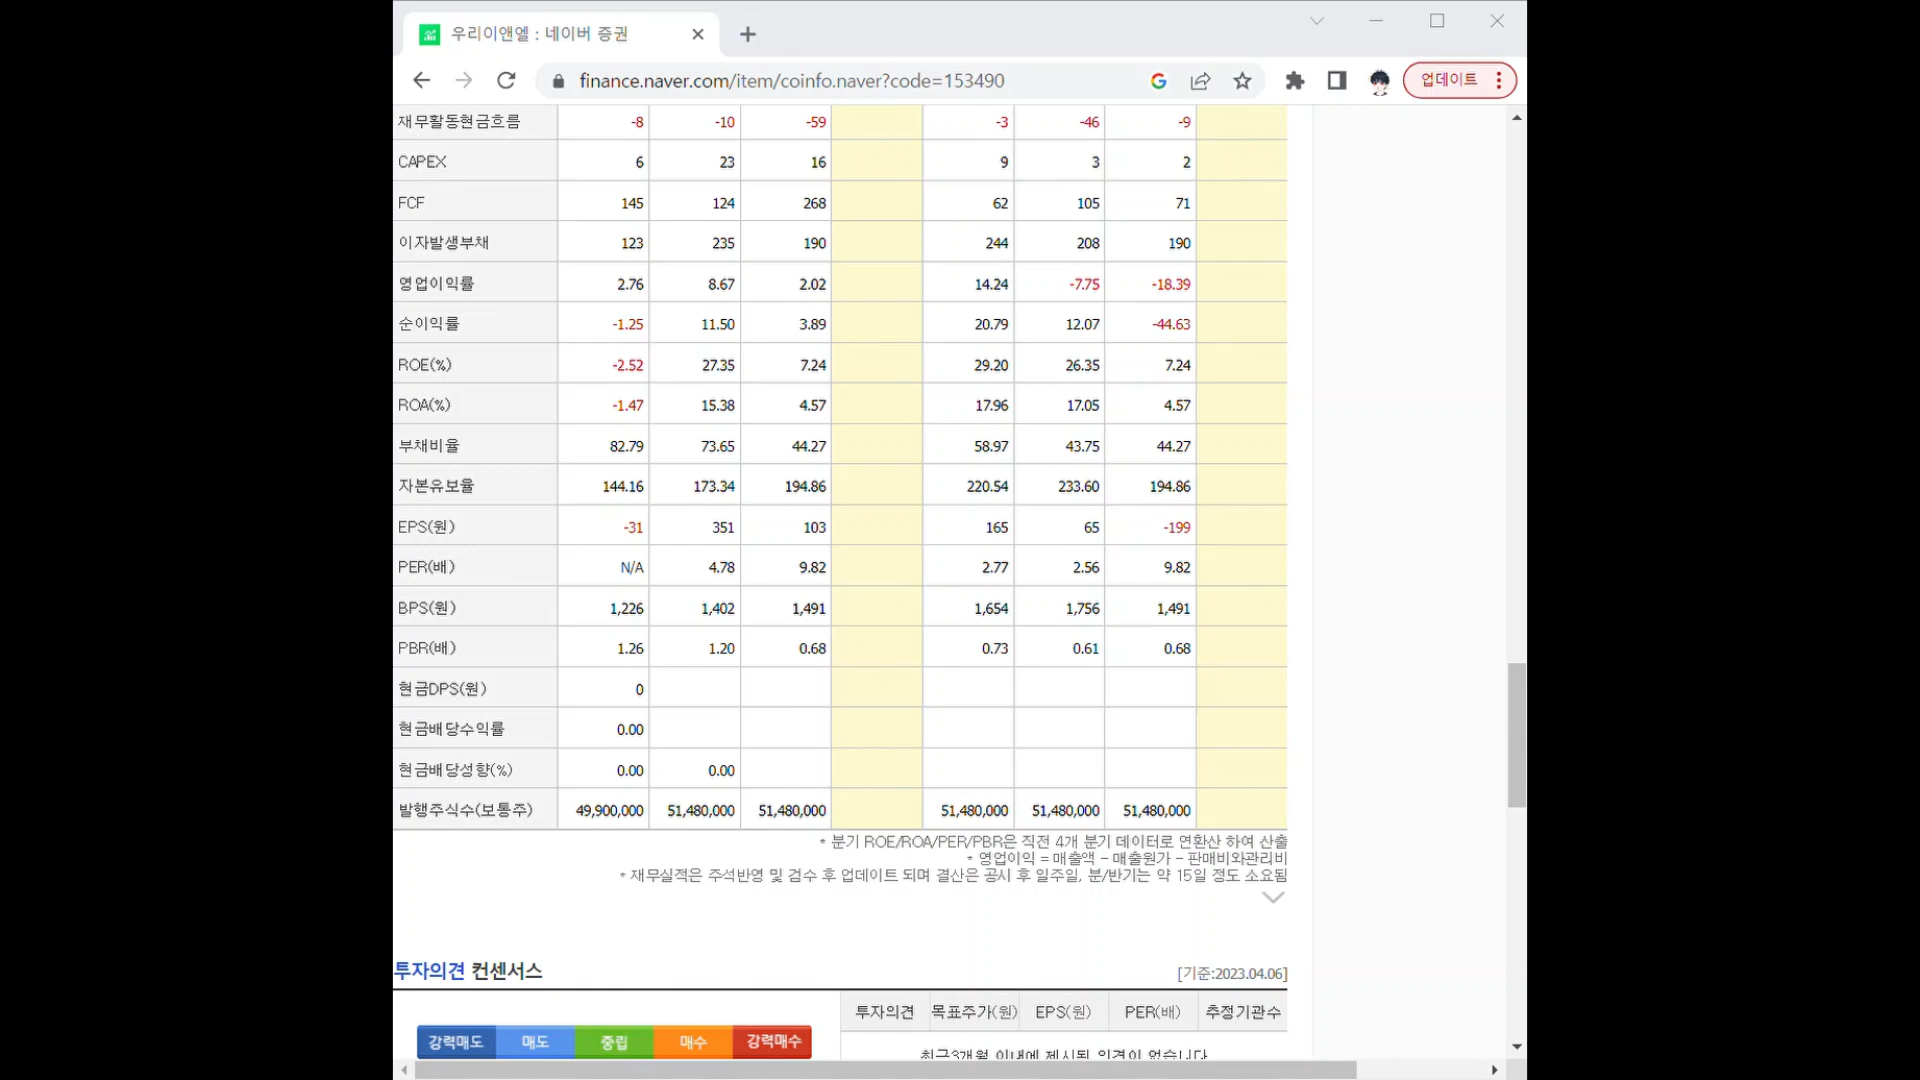 우리이앤엘 : 네이버 증권
finance.naver.com/item/coinfo.naver?code=153490
업데이트
재무활동현금흐름 -8 -10 -59 -3 -46 -9
CAPEX 6 23 16 9 3 2
FCF 145 124 268 62 105 71
이자발생부채 123 235 190 244 208 190
영업이익률 2.76 8.67 2.02 14.24 -7.75 -18.39
순이익률 -1.25 11.50 3.89 20.79 12.07 -44.63
ROE(%) -2.52 27.35 7.24 29.20 26.35 7.24
ROA(%) -1.47 15.38 4.57 17.96 17.05 4.57
부채비율 82.79 73.65 44.27 58.97 43.75 44.27
자본유보율 144.16 173.34 194.86 220.54 233.60 194.86
EPS(원) -31 351 103 165 65 -199
PER(배) N/A 4.78 9.82 2.77 2.56 9.82
BPS(원) 1,226 1,402 1,491 1,654 1,756 1,491
PBR(배) 1.26 1.20 0.68 0.73 0.61 0.68
현금DPS(원) 0
현금배당수익률 0.00
현금배당성향(%) 0.00 0.00
발행주식수(보통주) 49,900,000 51,480,000 51,480,000 51,480,000 51,480,000 51,480,000
* 분기 ROE/ROA/PER/PBR은 직전 4개 분기 데이터로 연환산 하여 산출
* 영업이익 = 매출액 - 매출원가 - 판매비와관리비
* 재무실적은 주석반영 및 검수 후 업데이트 되며 결산은 공시 후 일주일, 분/반기는 약 15일 정도 소요됨
투자의견 컨센서스 [기준:2023.04.06]
투자의견 목표주가(원) EPS(원) PER(배) 추정기관수
강력매도 매도 중립 매수 강력매수
최근3개월 이내에 제시된 의견이 없습니다